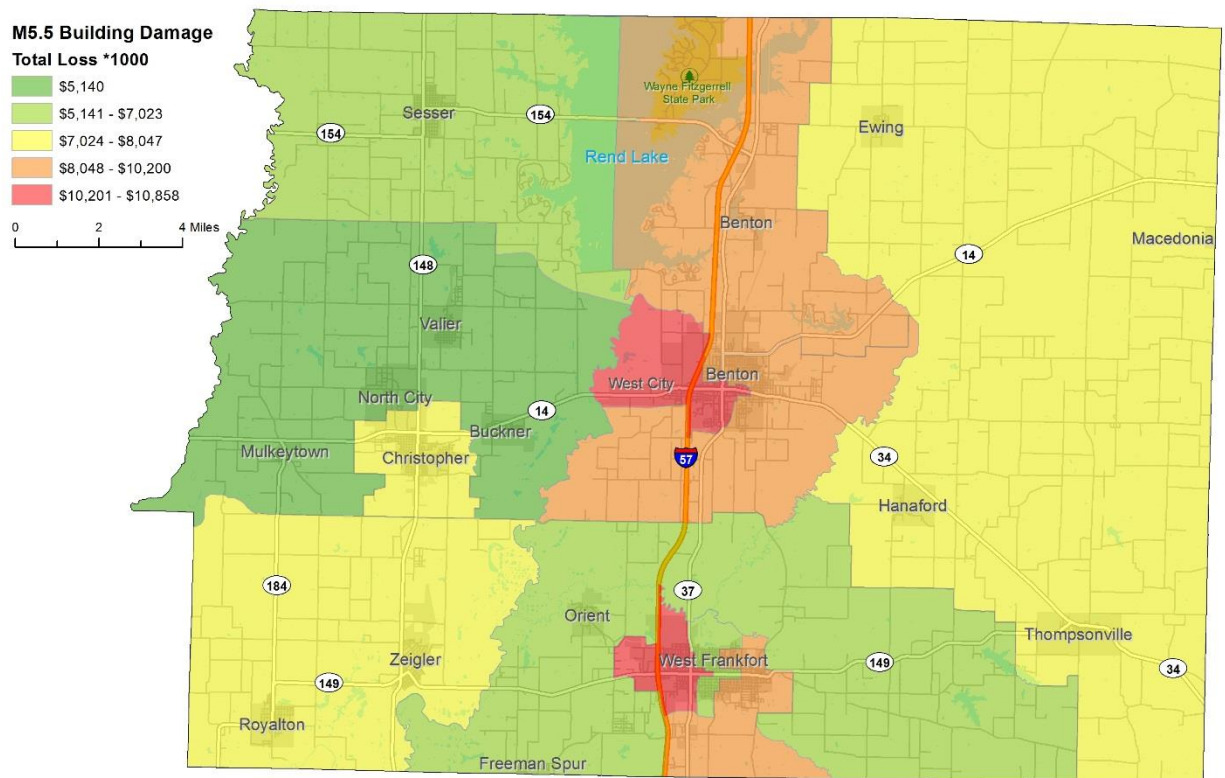 M5.5 Building Damage
Total Loss *1000
$5,140
$5,141 - $7,023
$7,024 - $8,047
$8,048 - $10,200
$10,201 - $10,858
0 2 4 Miles
Wayne Fitzgerrell
State Park
Sesser
154
154
Ewing
Rend Lake
Benton
Macedonia
14
148
Valier
West City
Benton
North City
14
Buckner
Mulkeytown
Christopher
57
34
Hanaford
184
37
Orient
Thompsonville
Zeigler
West Frankfort
149
149
34
Royalton
Freeman Spur